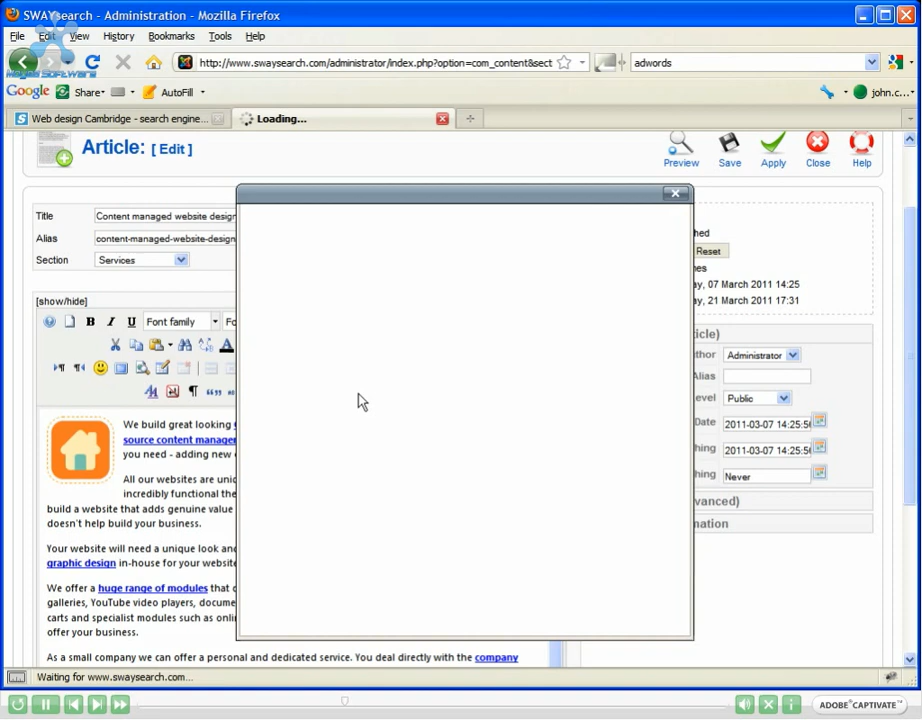 SWAYsearch - Administration - Mozilla Firefox
File Edit View History Bookmarks Tools Help
http://www.swaysearch.com/administrator/index.php?option=com_content&sect
adwords
Google Share AutoFill john.c...
Web design Cambridge - search engine... Loading...
Article: [ Edit ]
Preview Save Apply Close Help
Title Content managed website design
Alias content-managed-website-design
Section Services
Reset
ay, 07 March 2011 14:25
ay, 21 March 2011 17:31
[show/hide]
B I U Font family
icle)
thor Administrator
Alias
evel Public
Date 2011-03-07 14:25:5
hing 2011-03-07 14:25:5
hing Never
anced)
mation
We build great looking
source content manager
you need - adding new
All our websites are uniq
incredibly functional the
build a website that adds genuine value
doesn't help build your business.
Your website will need a unique look and
graphic design in-house for your website
We offer a huge range of modules that
galleries, YouTube video players, docume
carts and specialist modules such as onlin
offer your business.
As a small company we can offer a personal and dedicated service. You deal directly with the company
Waiting for www.swaysearch.com...
ADOBE® CAPTIVATE™